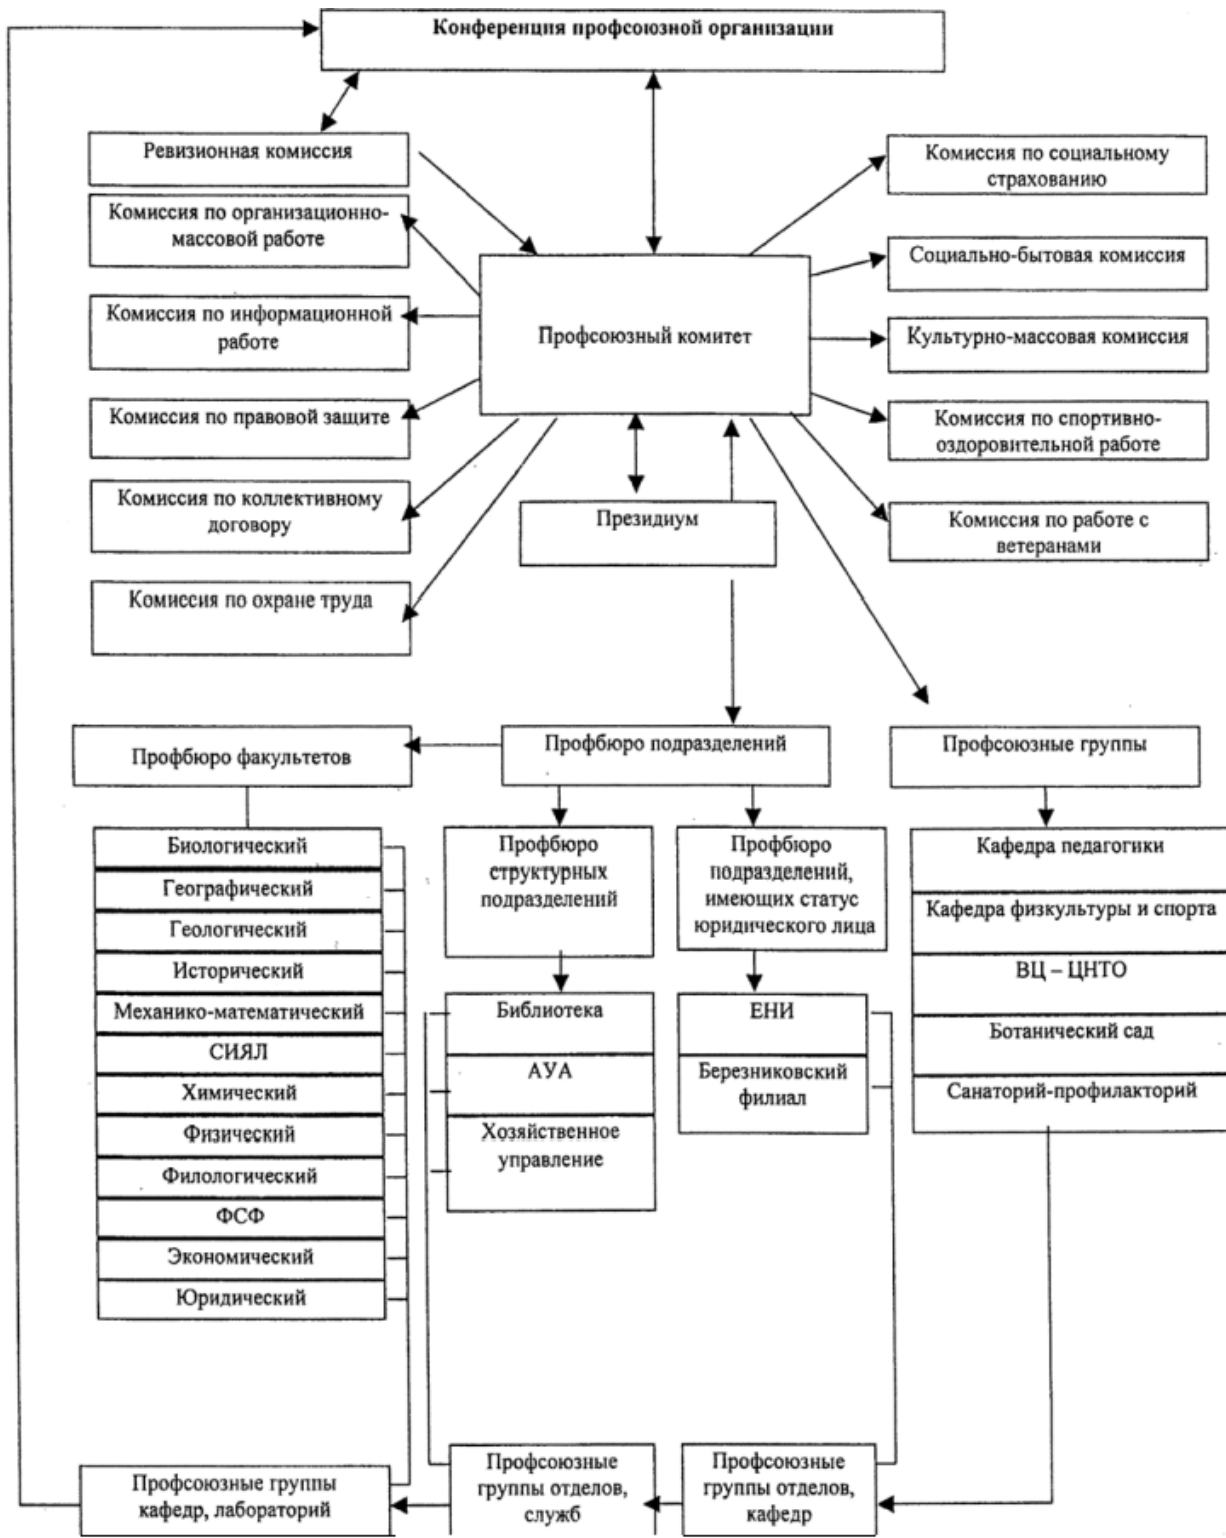 Конференция профсоюзной организации
Ревизионная комиссия
Комиссия по организационно-
массовой работе
Комиссия по информационной
работе
Комиссия по правовой защите
Комиссия по коллективному
договору
Комиссия по охране труда
Профсоюзный комитет
Президиум
Комиссия по социальному
страхованию
Социально-бытовая комиссия
Культурно-массовая комиссия
Комиссия по спортивно-
оздоровительной работе
Комиссия по работе с
ветеранами
Профбюро факультетов
Профбюро подразделений
Профсоюзные группы
Биологический
Географический
Геологический
Исторический
Механико-математический
СИЯЛ
Химический
Физический
Филологический
ФСФ
Экономический
Юридический
Профбюро
структурных
подразделений
Библиотека
АУА
Хозяйственное
управление
Профбюро
подразделений,
имеющих статус
юридического лица
ЕНИ
Березниковский
филиал
Кафедра педагогики
Кафедра физкультуры и спорта
ВЦ – ЦНТО
Ботанический сад
Санаторий-профилакторий
Профсоюзные группы
кафедр, лабораторий
Профсоюзные
группы отделов,
служб
Профсоюзные
группы отделов,
кафедр